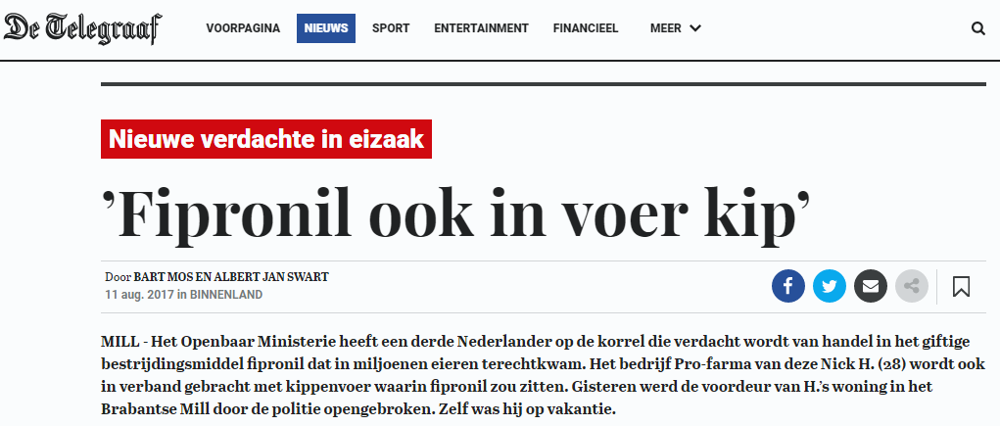 De Telegraaf
VOORPAGINA NIEUWS SPORT ENTERTAINMENT FINANCIEEL MEER
Nieuwe verdachte in eizaak
’Fipronil ook in voer kip’
Door BART MOS EN ALBERT JAN SWART
11 aug. 2017 in BINNENLAND
MILL - Het Openbaar Ministerie heeft een derde Nederlander op de korrel die verdacht wordt van handel in het giftige
bestrijdingsmiddel fipronil dat in miljoenen eieren terechtkwam. Het bedrijf Pro-farma van deze Nick H. (28) wordt ook
in verband gebracht met kippenvoer waarin fipronil zou zitten. Gisteren werd de voordeur van H.’s woning in het
Brabantse Mill door de politie opengebroken. Zelf was hij op vakantie.